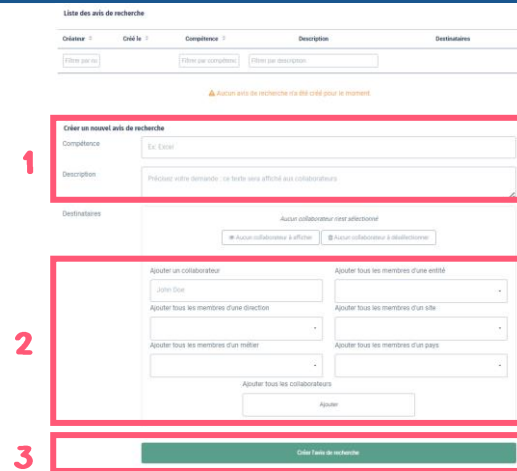 Liste des avis de recherche
Créateur Créé le Compétence Description Destinataires
Filtrer par no Filtrer par compétenc Filtrer par description
Aucun avis de recherche n'a été créé pour le moment
1
Créer un nouvel avis de recherche
Compétence
Ex: Excel
Description
Précisez votre demande : ce texte sera affiché aux collaborateurs
Destinataires
Aucun collaborateur n'est sélectionné
Aucun collaborateur à afficher Aucun collaborateur à désélectionner
2
Ajouter un collaborateur Ajouter tous les membres d'une entité
John Doe
Ajouter tous les membres d'une direction Ajouter tous les membres d'un site
Ajouter tous les membres d'un métier Ajouter tous les membres d'un pays
Ajouter tous les collaborateurs
Ajouter
3
Créer l'avis de recherche